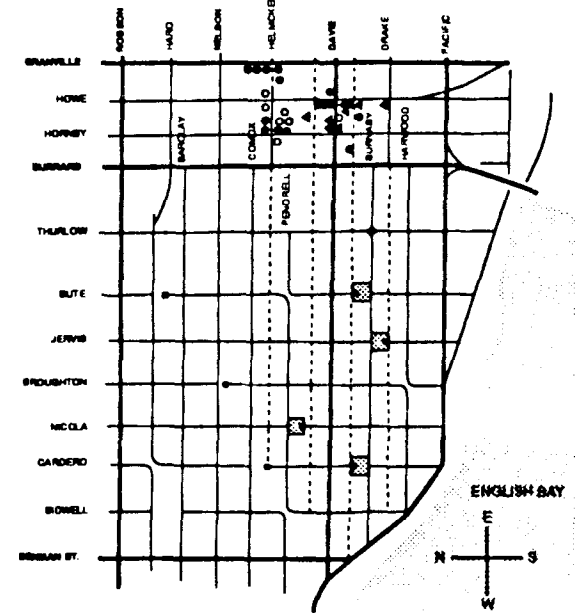 ROBSON
HARO
NELSON
HELMCKEN
DAVIE
DRAKE
PACIFIC
GRANVILLE
HOWE
HORNBY
BURRARD
BARCLAY
COMOX
PENDRELL
BURNABY
HARWOOD
THURLOW
BUTE
JERVIS
BROUGHTON
NICOLA
CARDERO
BIDWELL
DENMAN ST.
ENGLISH BAY
E
N
S
W